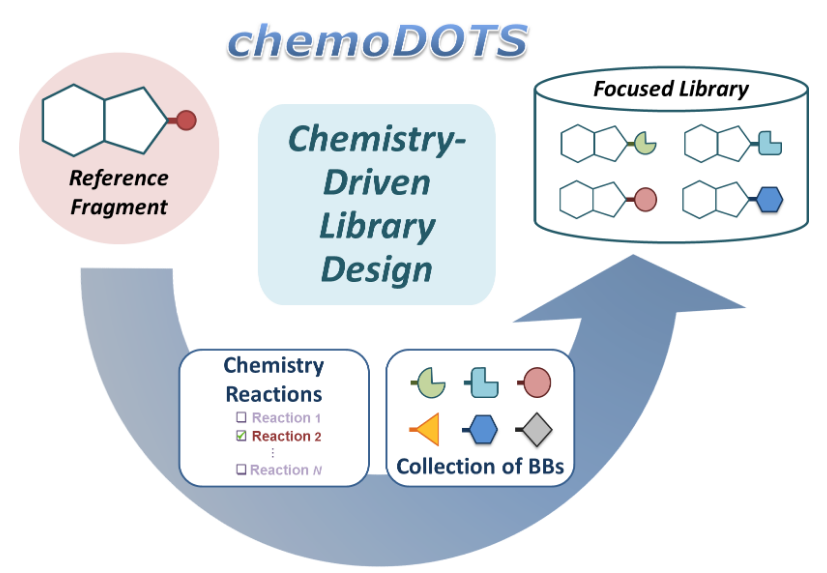 chemoDOTS
Reference
Fragment
Chemistry-
Driven
Library
Design
Focused Library
Chemistry
Reactions
Reaction 1
Reaction 2
⋮
Reaction N
Collection of BBs